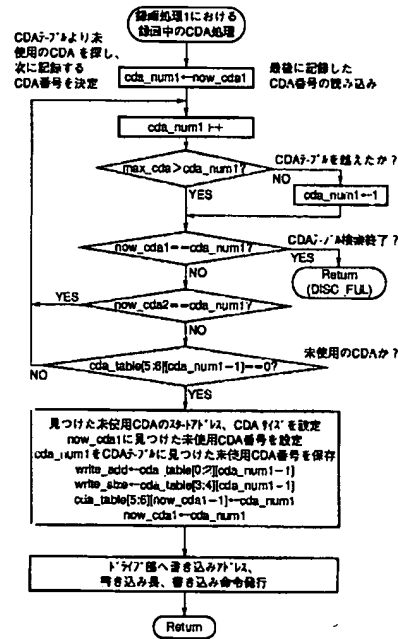 録画処理1における
録画中のCDA処理
CDAテーブルより未
使用のCDA を探し、
次に記録する
CDA番号を決定
cda_num1←now_cda1
最後に記録した
CDA番号の読み込み
cda_num1 ++
max_cda>cda_num1?
CDAテーブルを越えたか?
NO
cda_num1←1
YES
now_cda1==cda_num1?
CDAテーブル検索終了?
YES
Return
(DISC_FUL)
NO
YES
now_cda2==cda_num1?
NO
未使用のCDAか?
cda_table[5:6][cda_num1-1]==0?
NO
YES
見つけた未使用CDAのスタートアドレス、CDA サイズを設定
now_cda1に見つけた未使用CDA番号を設定
cda_num1をCDAテーブルに見つけた未使用CDA番号を保存
write_add←cda_table[0:2][cda_num1-1]
write_size←cda_table[3:4][cda_num1-1]
cda_table[5:6][now_cda1-1]←cda_num1
now_cda1←cda_num1
ドライブ部へ書き込みアドレス、
書き込み長、書き込み命令発行
Return